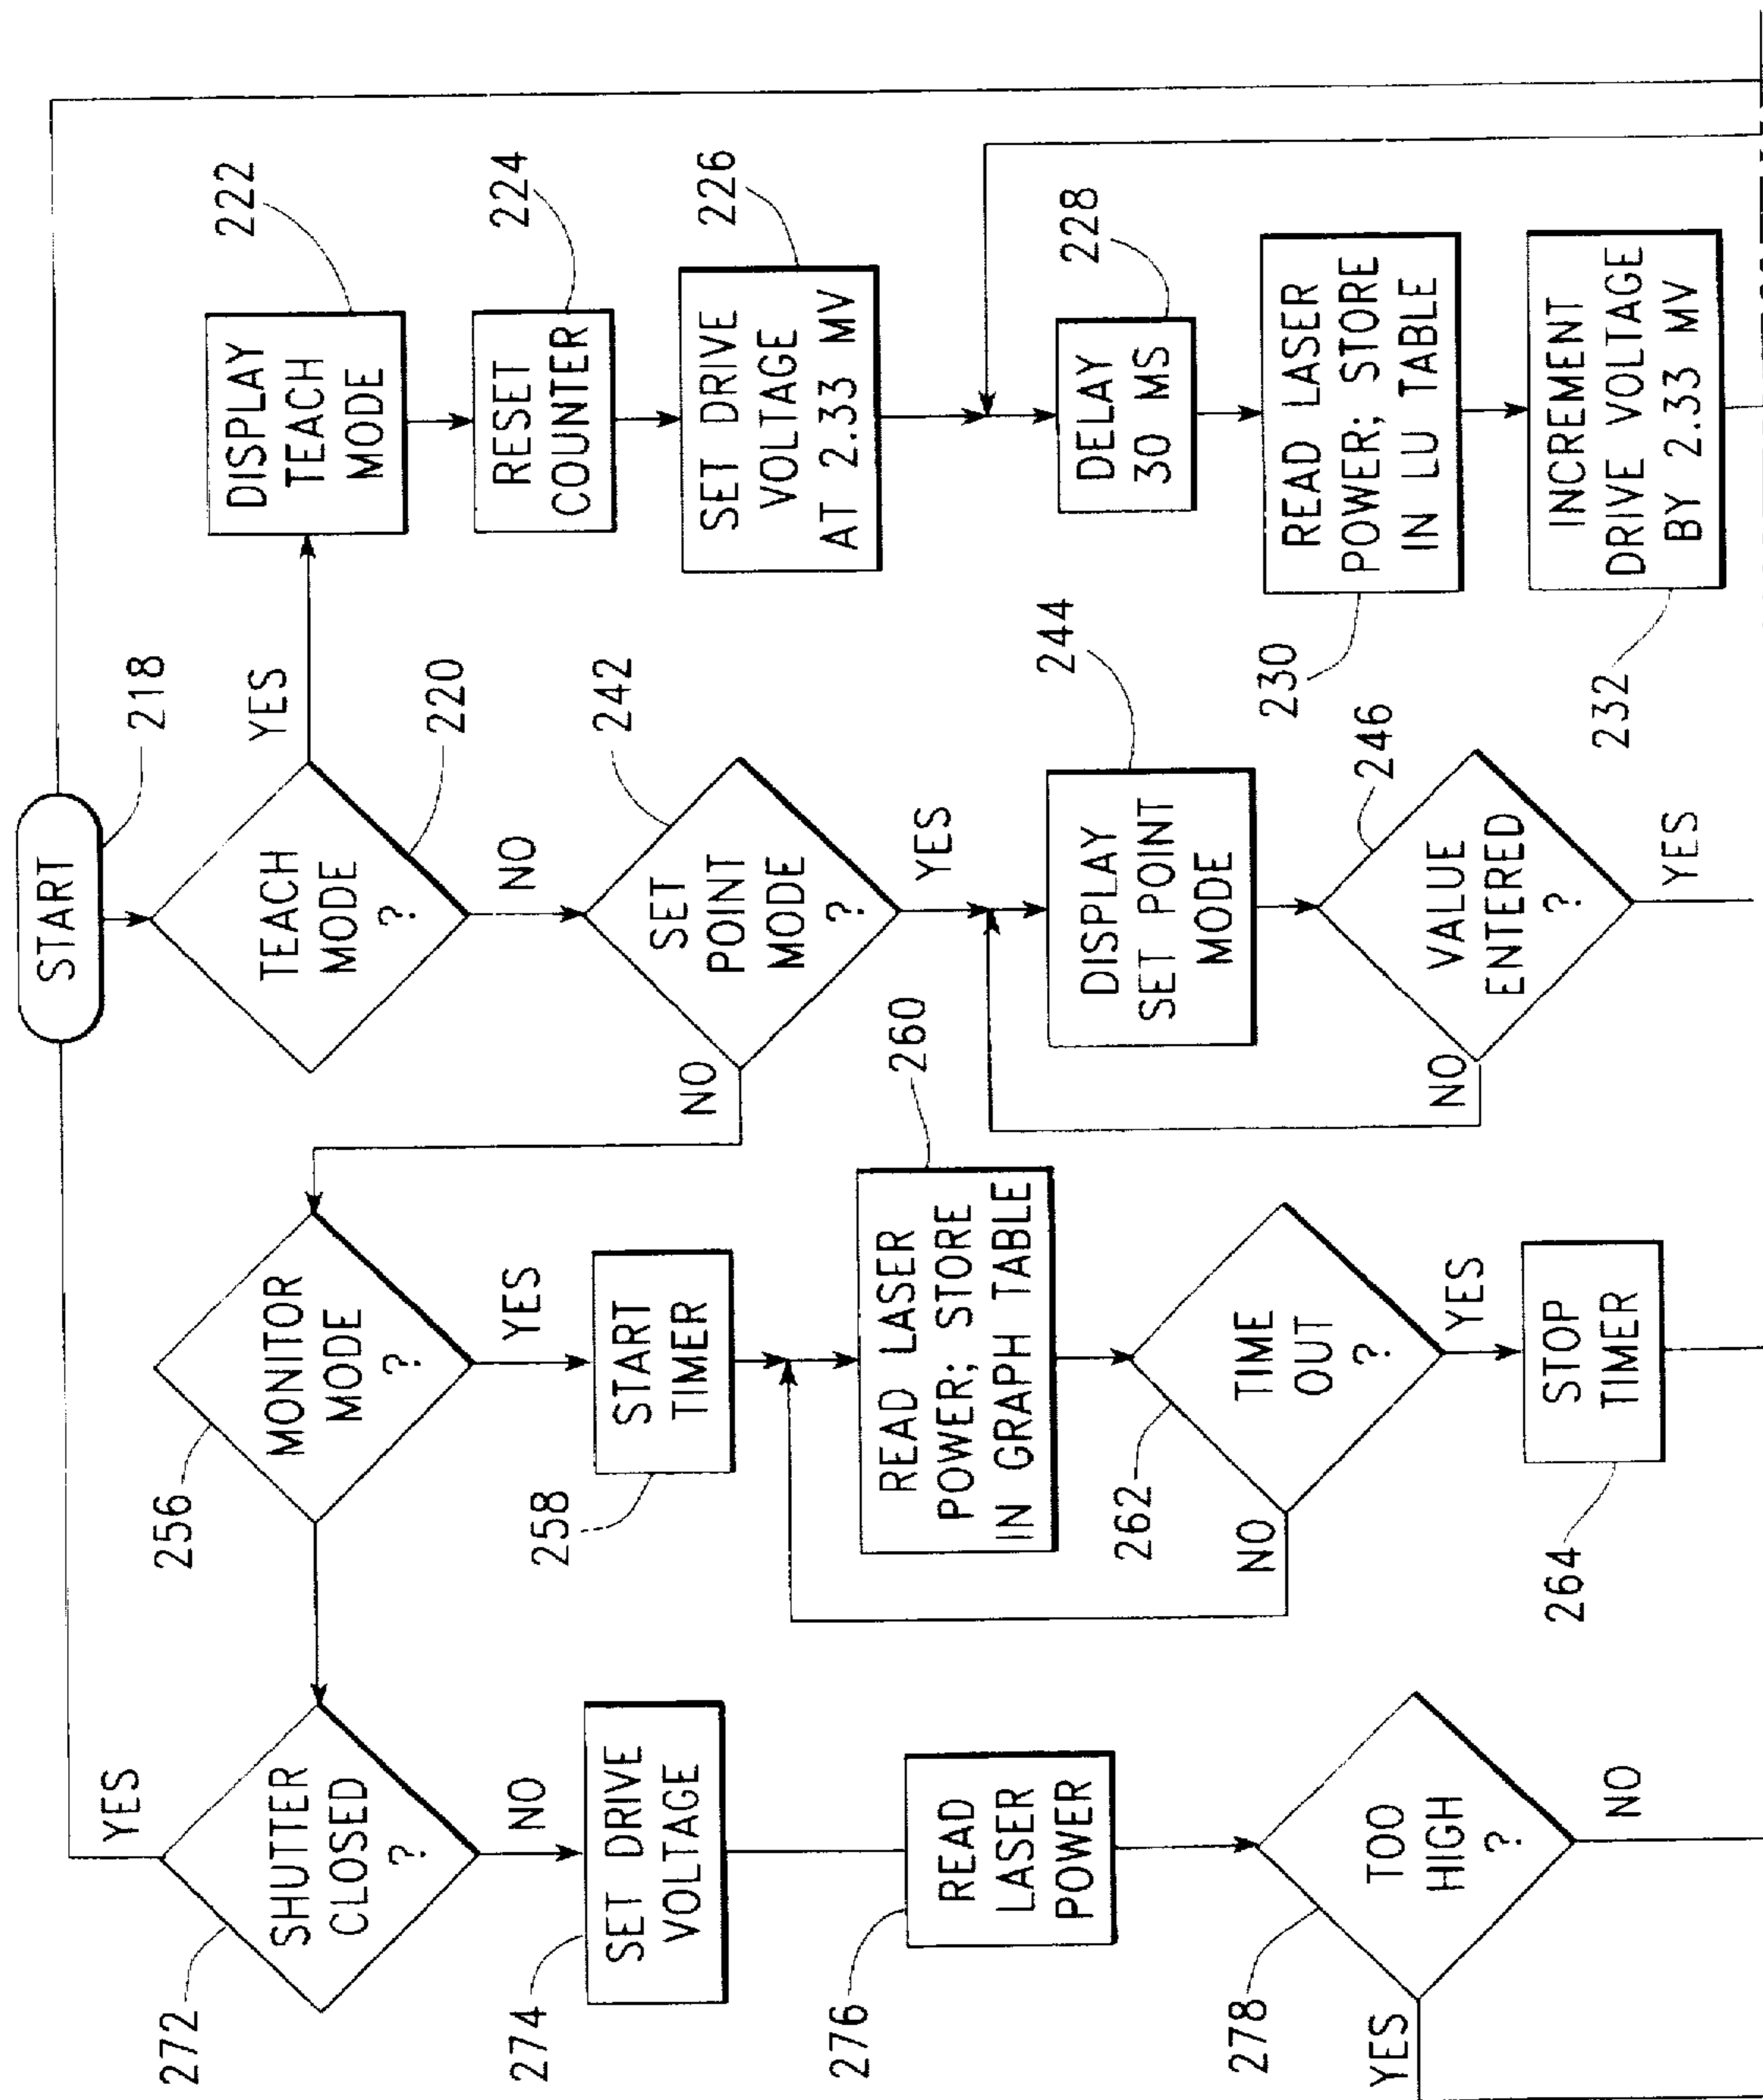 START
218
TEACH
MODE
?
220
YES
DISPLAY
TEACH
MODE
222
RESET
COUNTER
224
SET DRIVE
VOLTAGE
AT 2.33 MV
226
DELAY
30 MS
228
READ LASER
POWER; STORE
IN LU TABLE
230
INCREMENT
DRIVE VOLTAGE
BY 2.33 MV
232
NO
SET
POINT
MODE
?
242
YES
DISPLAY
SET POINT
MODE
244
VALUE
ENTERED
?
246
NO
YES
NO
MONITOR
MODE
?
256
YES
START
TIMER
258
READ LASER
POWER; STORE
IN GRAPH TABLE
260
TIME
OUT
?
262
NO
YES
STOP
TIMER
264
SHUTTER
CLOSED
?
272
YES
NO
SET DRIVE
VOLTAGE
274
READ
LASER
POWER
276
TOO
HIGH
?
278
YES
NO